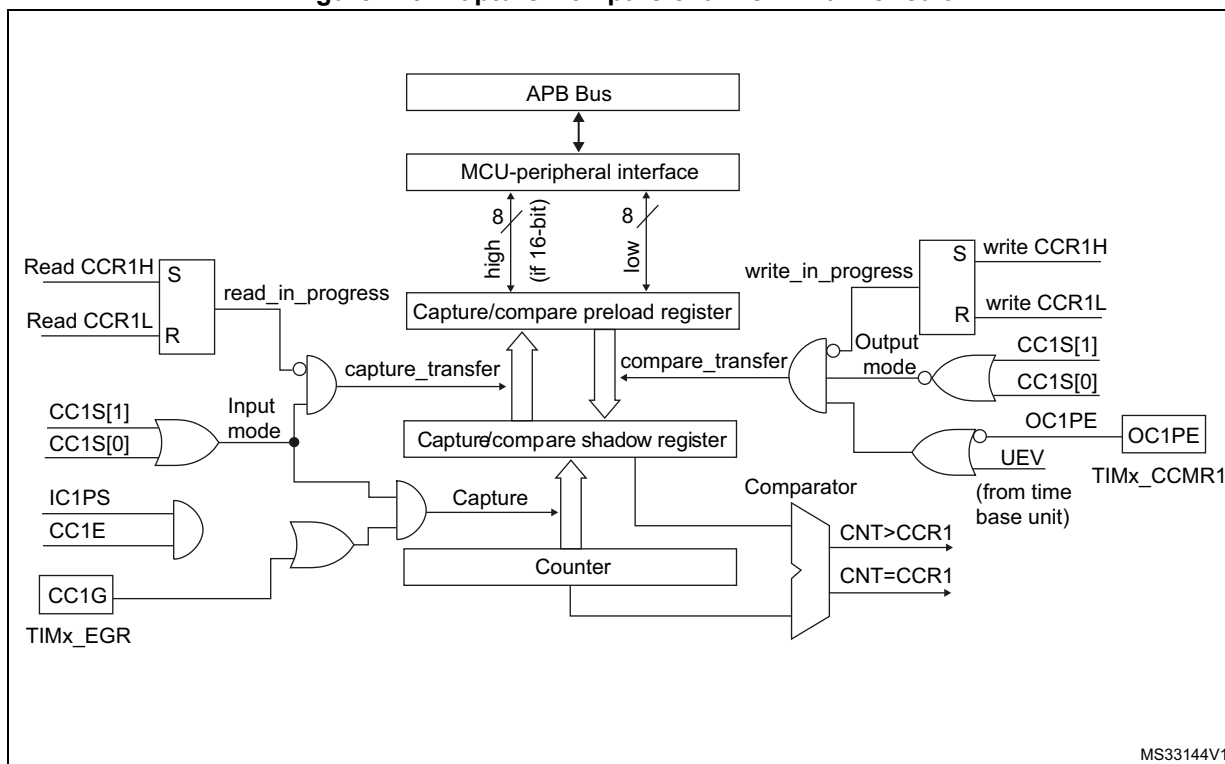 APB Bus
MCU-peripheral interface
8
8
high
(if 16-bit)
low
Read CCR1H
S
read_in_progress
Read CCR1L
R
write_in_progress
S
write CCR1H
R
write CCR1L
Capture/compare preload register
capture_transfer
compare_transfer
Output
mode
CC1S[1]
CC1S[0]
CC1S[1]
CC1S[0]
Input
mode
Capture/compare shadow register
OC1PE
OC1PE
UEV
TIMx_CCMR1
(from time
base unit)
IC1PS
CC1E
Capture
Comparator
CNT>CCR1
Counter
CNT=CCR1
CC1G
TIMx_EGR
MS33144V1